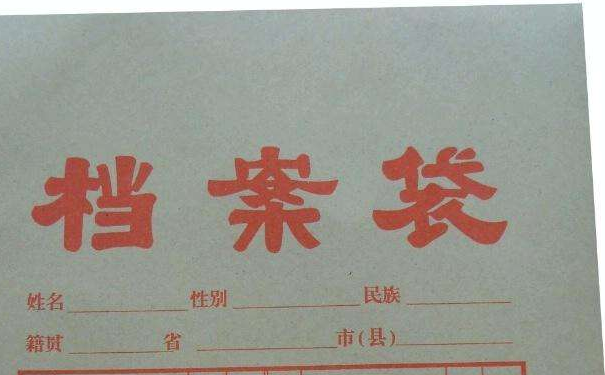 档案袋
姓名 性别 民族
籍贯 省 市(县)